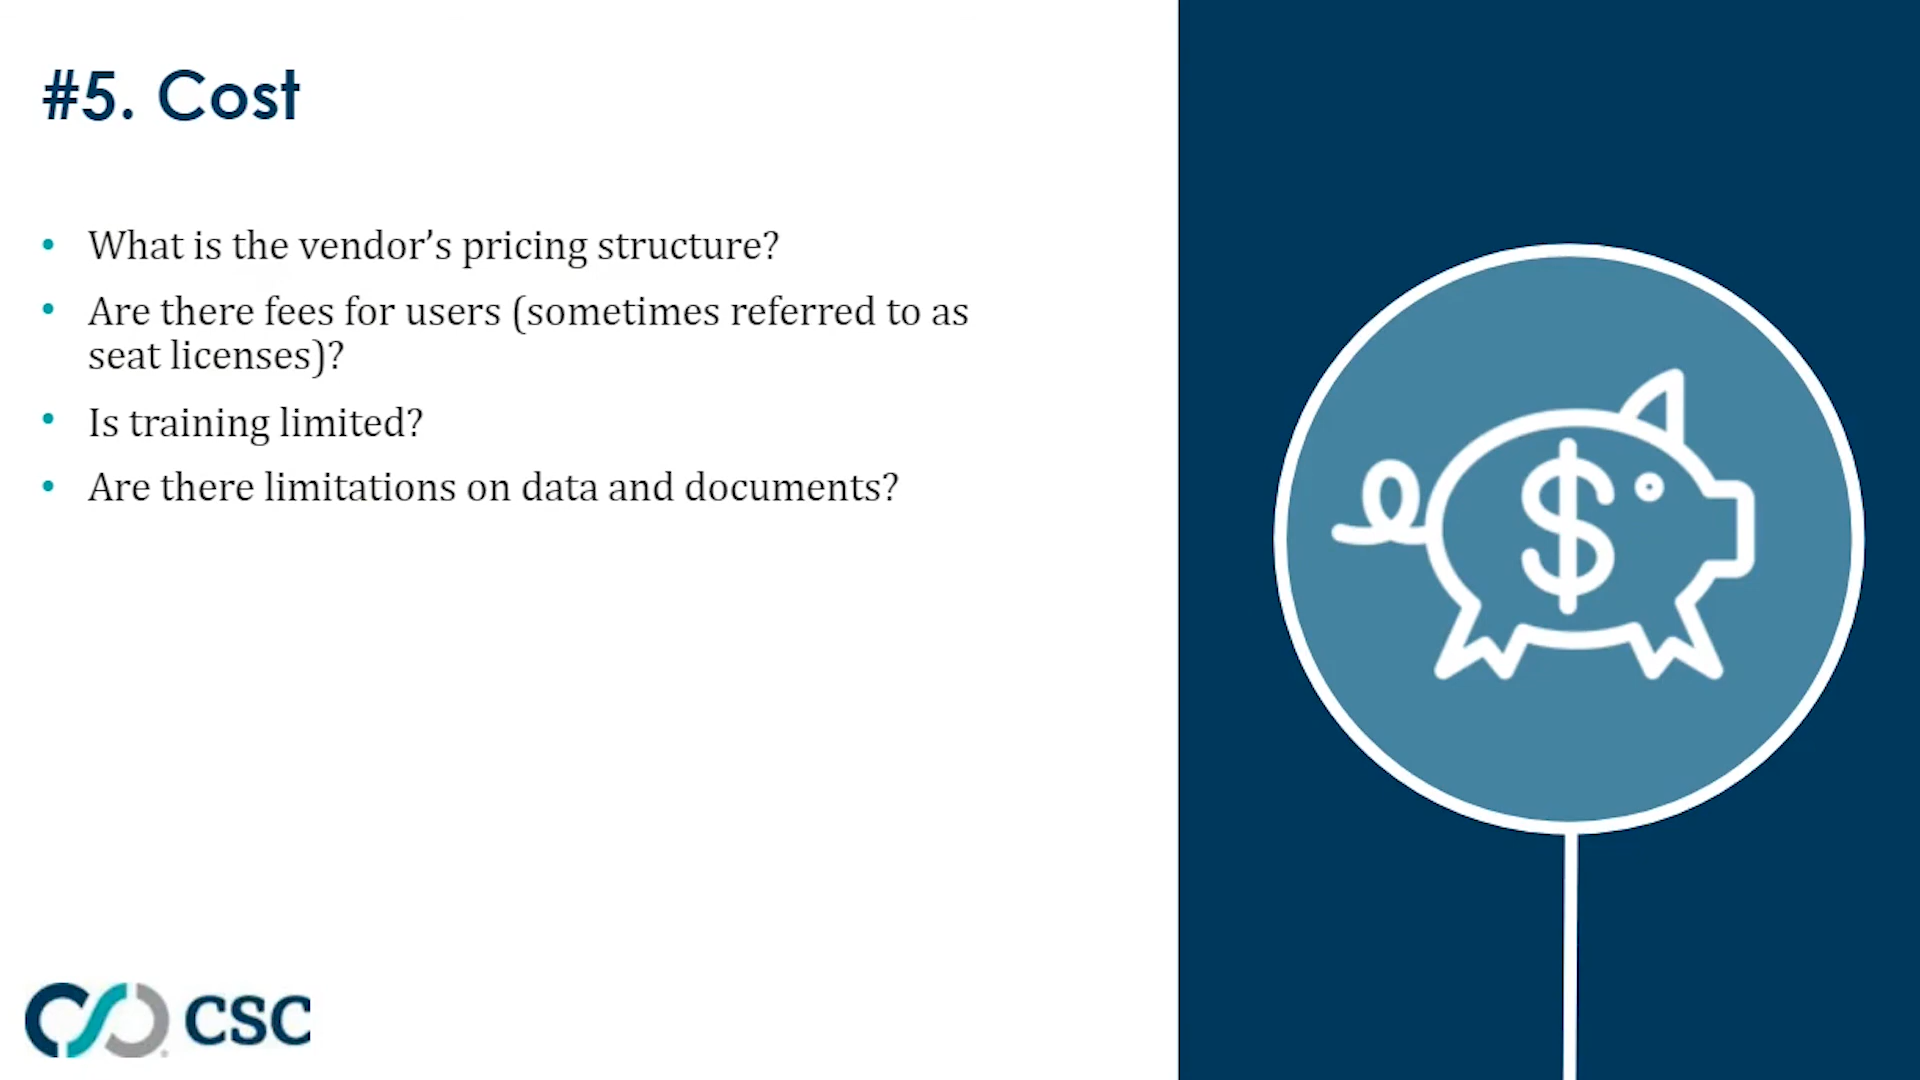 #5. Cost
• What is the vendor’s pricing structure?
• Are there fees for users (sometimes referred to as
seat licenses)?
• Is training limited?
• Are there limitations on data and documents?
$
CSC